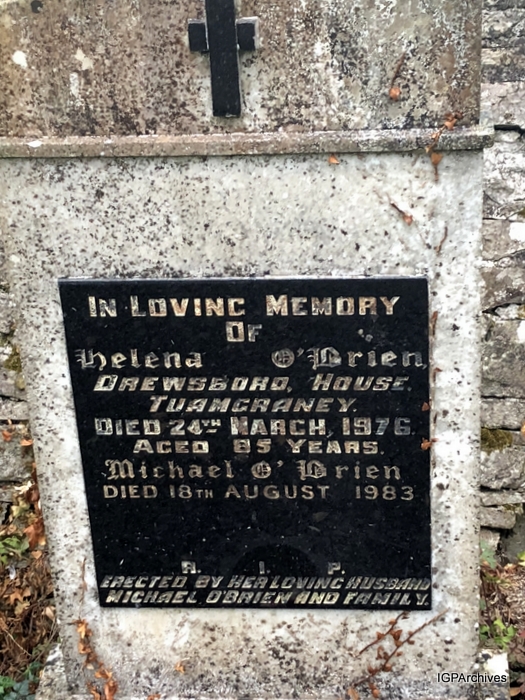 IN LOVING MEMORY
OF
Helena O'Brien,
DREWSBORO, HOUSE.
TUAMGRANEY.
DIED 24TH MARCH, 1976.
AGED 85 YEARS.
Michael O'Brien
DIED 18TH AUGUST 1983
R. I. P.
ERECTED BY HER LOVING HUSBAND
MICHAEL O'BRIEN AND FAMILY.
IGPArchives